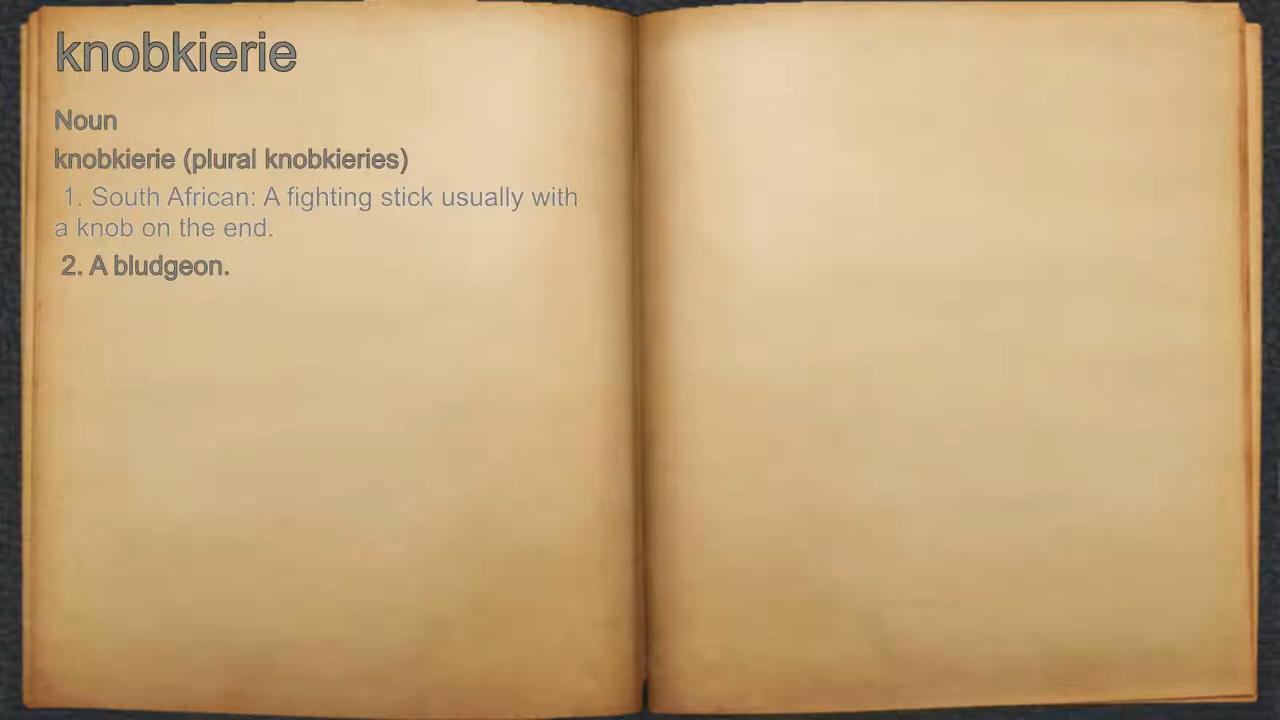 knobkierie
Noun
knobkierie (plural knobkieries)
1. South African: A fighting stick usually with
a knob on the end.
2. A bludgeon.